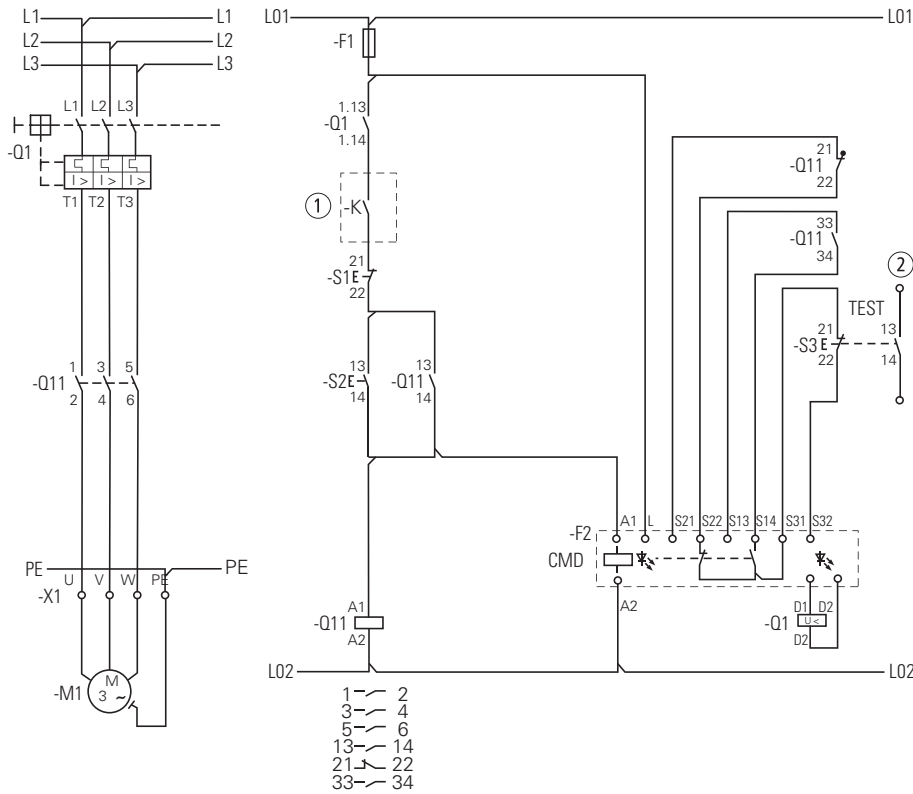 L1 L1
L2 L2
L3 L3
L1 L2 L3
-Q1
I > I > I >
T1 T2 T3
1 3 5
-Q11
2 4 6
PE PE
U V W PE
-X1
M
3 ~
-M1
L01 L01
-F1
1.13
-Q1
1.14
1 -K
21
-S1E
22
13 13
-S2E -Q11
14 14
A1
-Q11
A2
L02 L02
1 2
3 4
5 6
13 14
21 22
33 34
21
-Q11
22
33
-Q11
34
2
TEST
21 13
-S3 E
22 14
-F2 A1 L S21 S22 S13 S14 S31 S32
CMD
A2
D1 D2
-Q1 U <
D2